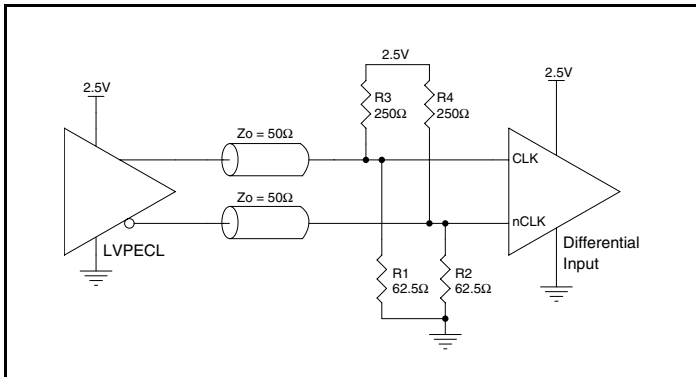 2.5V
2.5V
2.5V
R3
250Ω
R4
250Ω
Zo = 50Ω
CLK
Zo = 50Ω
nCLK
LVPECL
Differential
Input
R1
62.5Ω
R2
62.5Ω